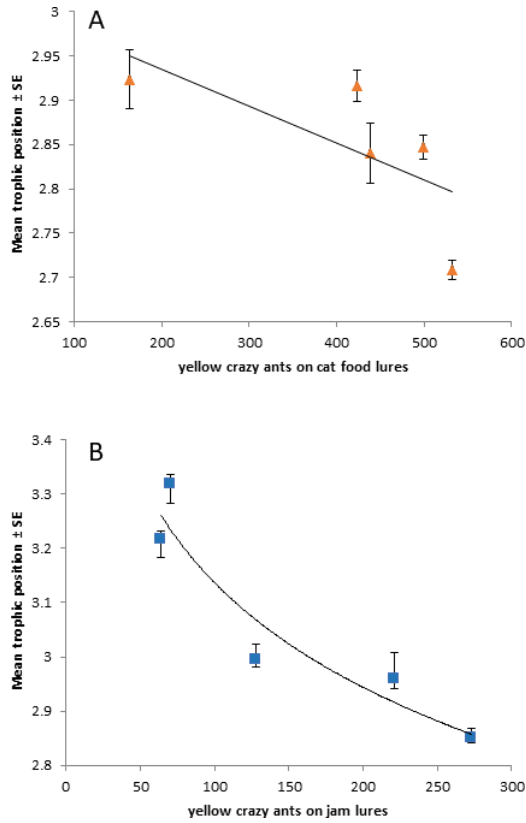 A
3
2.95
2.9
2.85
2.8
2.75
2.7
2.65
Mean trophic position ± SE
100 200 300 400 500 600
yellow crazy ants on cat food lures
B
3.4
3.3
3.2
3.1
3
2.9
2.8
Mean trophic position ± SE
0 50 100 150 200 250 300
yellow crazy ants on jam lures